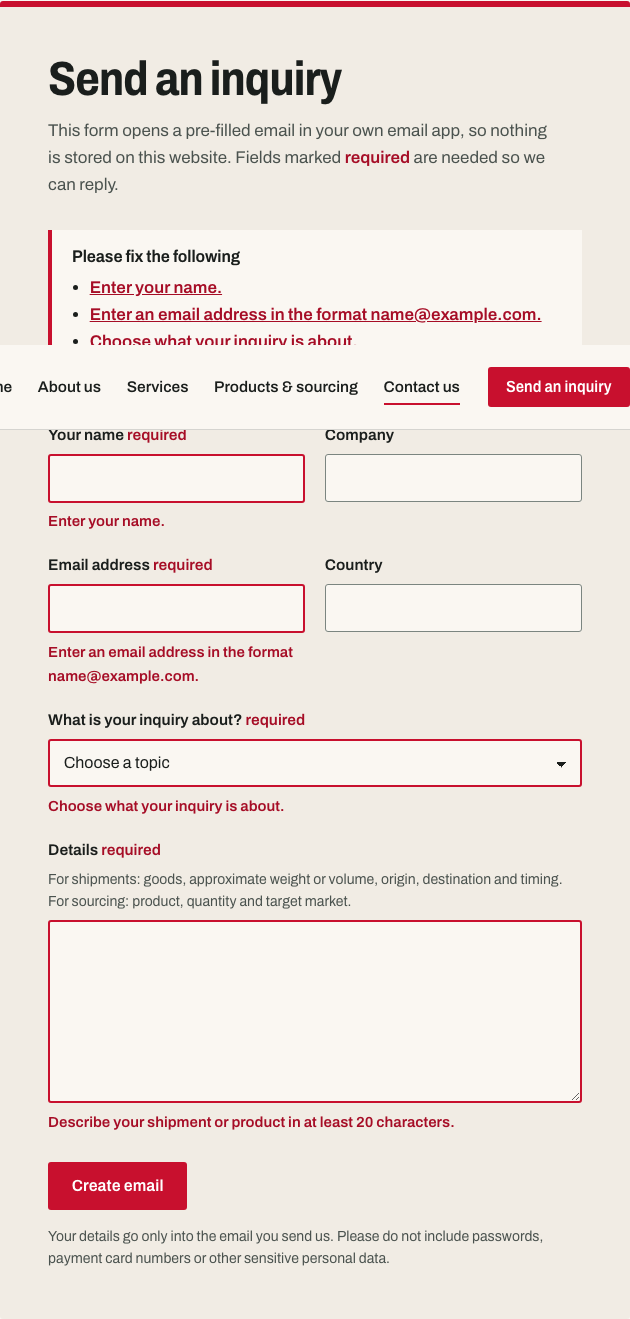 Send an inquiry
This form opens a pre-filled email in your own email app, so nothing
is stored on this website. Fields marked required are needed so we
can reply.
Please fix the following
Enter your name.
Enter an email address in the format name@example.com.
Choose what your inquiry is about.
About us Services Products & sourcing Contact us Send an inquiry
Your name required Company
Enter your name.
Email address required Country
Enter an email address in the format
name@example.com.
What is your inquiry about? required
Choose a topic
Choose what your inquiry is about.
Details required
For shipments: goods, approximate weight or volume, origin, destination and timing.
For sourcing: product, quantity and target market.
Describe your shipment or product in at least 20 characters.
Create email
Your details go only into the email you send us. Please do not include passwords,
payment card numbers or other sensitive personal data.